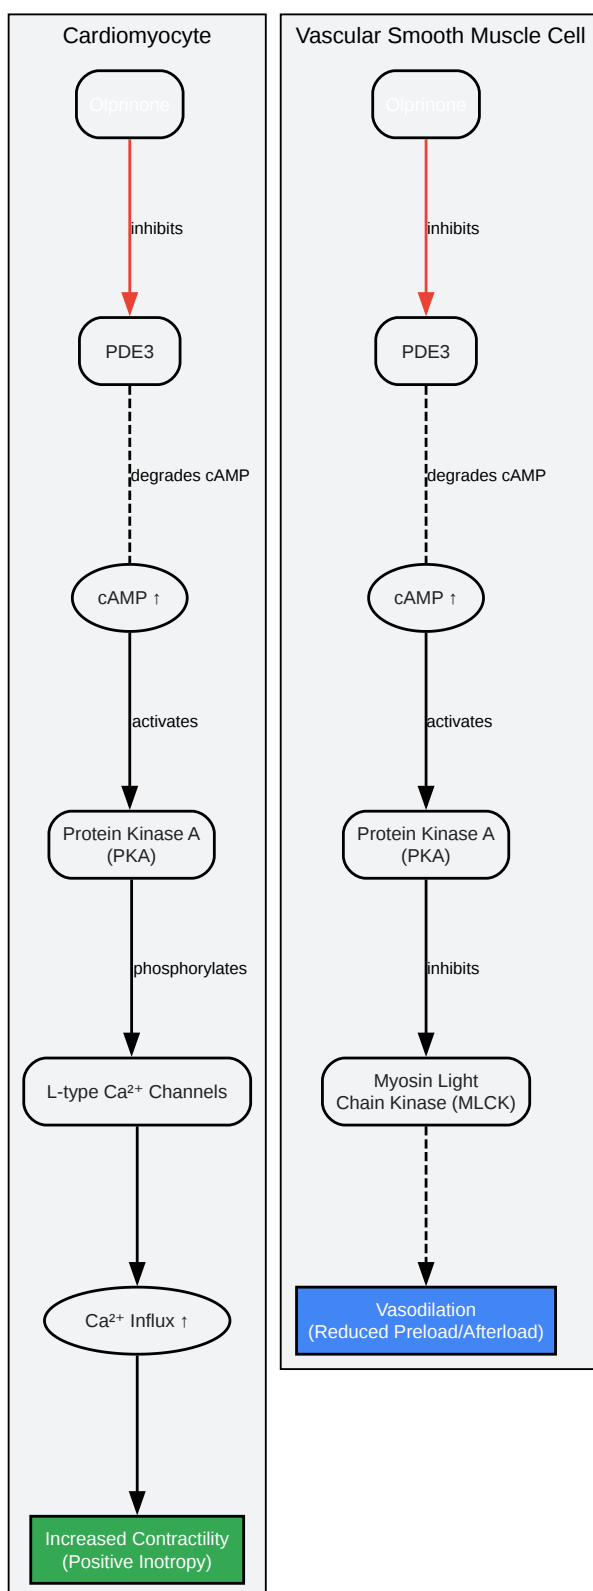 Cardiomyocyte
Olprinone
inhibits
PDE3
degrades cAMP
cAMP ↑
activates
Protein Kinase A
(PKA)
phosphorylates
L-type Ca²⁺ Channels
Ca²⁺ Influx ↑
Increased Contractility
(Positive Inotropy)
Vascular Smooth Muscle Cell
Olprinone
inhibits
PDE3
degrades cAMP
cAMP ↑
activates
Protein Kinase A
(PKA)
inhibits
Myosin Light
Chain Kinase (MLCK)
Vasodilation
(Reduced Preload/Afterload)